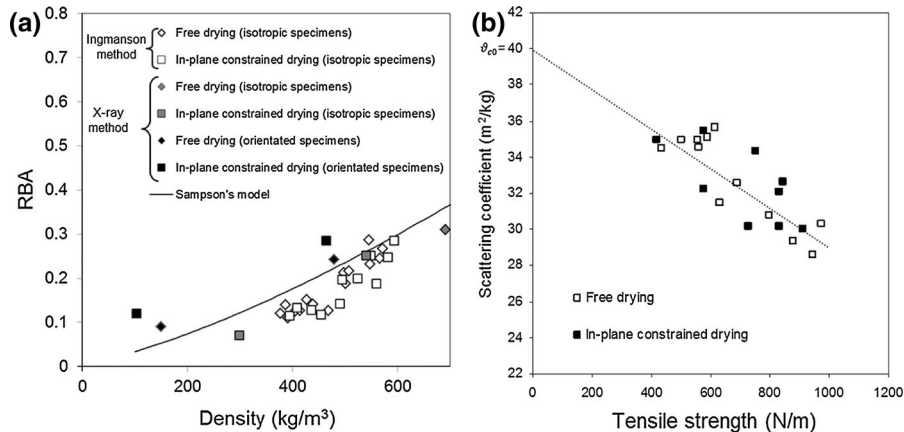 (a)
0.8
0.7
0.6
0.5
0.4
0.3
0.2
0.1
0
RBA
0
200
400
600
Density (kg/m³)
Ingmanson method
Free drying (isotropic specimens)
In-plane constrained drying (isotropic specimens)
X-ray method
Free drying (isotropic specimens)
In-plane constrained drying (isotropic specimens)
Free drying (orientated specimens)
In-plane constrained drying (orientated specimens)
Sampson's model
(b)
ϑc0 = 40
38
36
34
32
30
28
26
24
22
Scattering coefficient (m²/kg)
0
200
400
600
800
1000
1200
Tensile strength (N/m)
Free drying
In-plane constrained drying